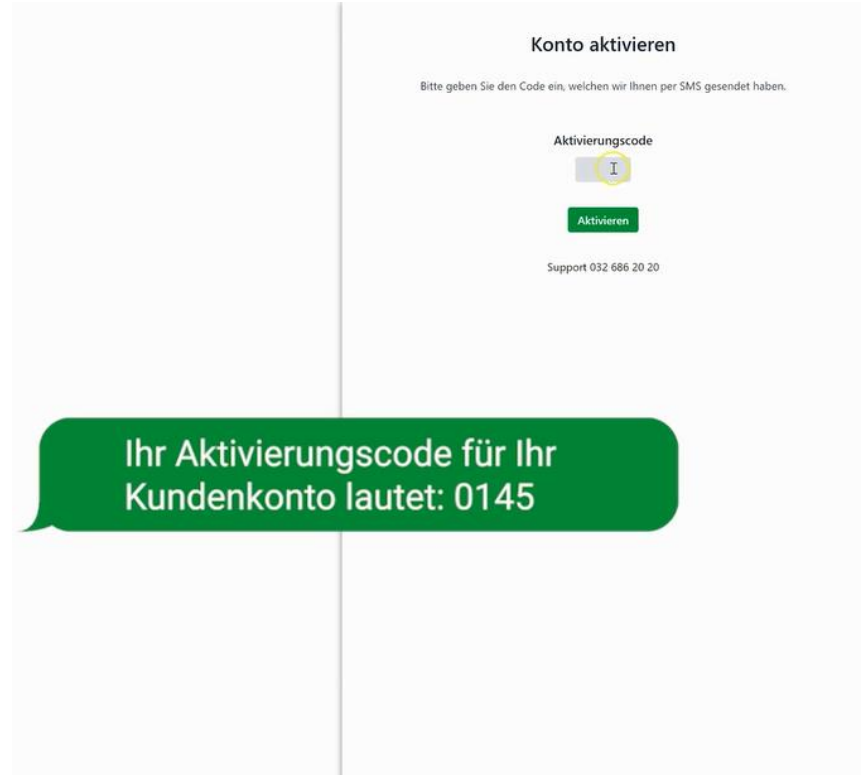 Konto aktivieren
Bitte geben Sie den Code ein, welchen wir Ihnen per SMS gesendet haben.
Aktivierungscode
Aktivieren
Support 032 686 20 20
Ihr Aktivierungscode für Ihr
Kundenkonto lautet: 0145